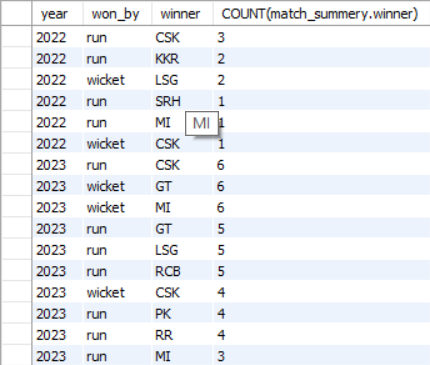 year won_by winner COUNT(match_summery.winner)
2022 run CSK 3
2022 run KKR 2
2022 wicket LSG 2
2022 run SRH 1
2022 run MI MI 1
2022 wicket CSK 1
2023 run CSK 6
2023 wicket GT 6
2023 wicket MI 6
2023 run GT 5
2023 run LSG 5
2023 run RCB 5
2023 wicket CSK 4
2023 run PK 4
2023 run RR 4
2023 run MI 3